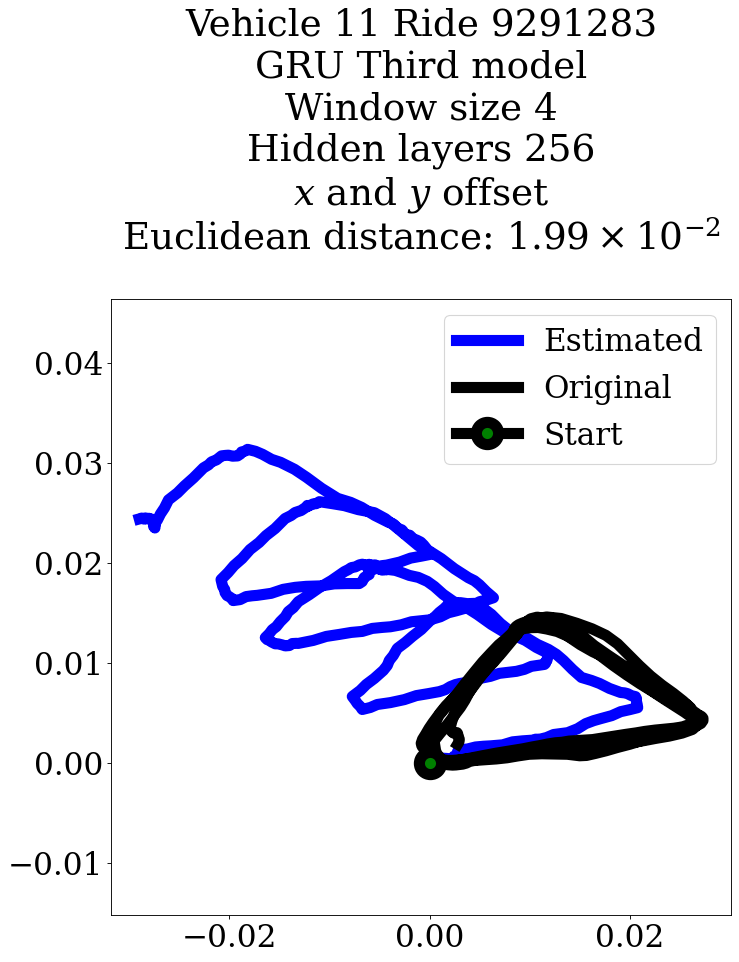 Vehicle 11 Ride 9291283
GRU Third model
Window size 4
Hidden layers 256
x and y offset
Euclidean distance: 1.99 × 10⁻²
Estimated
Original
Start
0.04
0.03
0.02
0.01
0.00
−0.01
−0.02 0.00 0.02